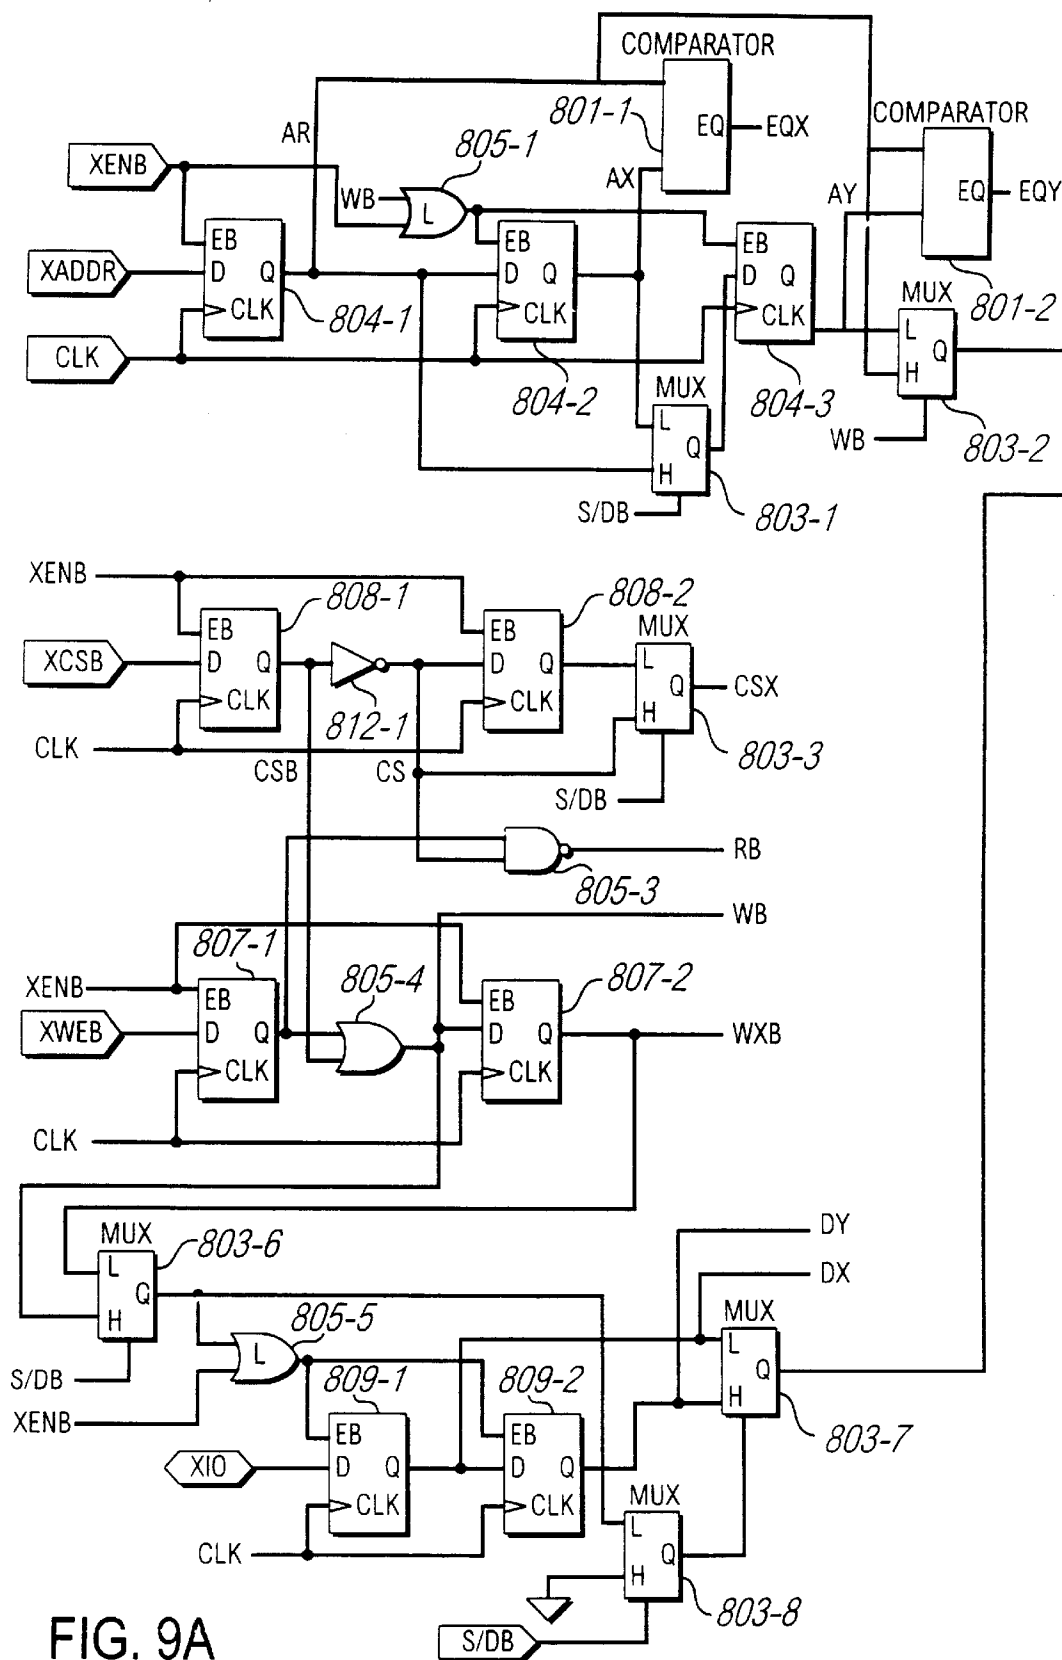 COMPARATOR
801-1
EQ
EQX
COMPARATOR
AR
805-1
XENB
WB
L
AX
AY
EQ
EQY
EB
XADDR
D
Q
CLK
804-1
EB
D
Q
CLK
804-2
EB
D
Q
CLK
804-3
801-2
MUX
L
Q
H
803-2
WB
CLK
MUX
L
Q
H
803-1
S/DB
XENB
808-1
EB
XCSB
D
Q
CLK
812-1
808-2
EB
D
Q
CLK
MUX
L
Q
H
CSX
803-3
CLK
CSB
CS
S/DB
RB
805-3
WB
807-1
XENB
EB
XWEB
D
Q
CLK
805-4
807-2
EB
D
Q
CLK
WXB
CLK
MUX
803-6
L
Q
H
S/DB
805-5
L
XENB
DY
DX
MUX
L
Q
H
803-7
809-1
EB
XIO
D
Q
CLK
809-2
EB
D
Q
CLK
CLK
MUX
L
Q
H
803-8
S/DB
FIG. 9A